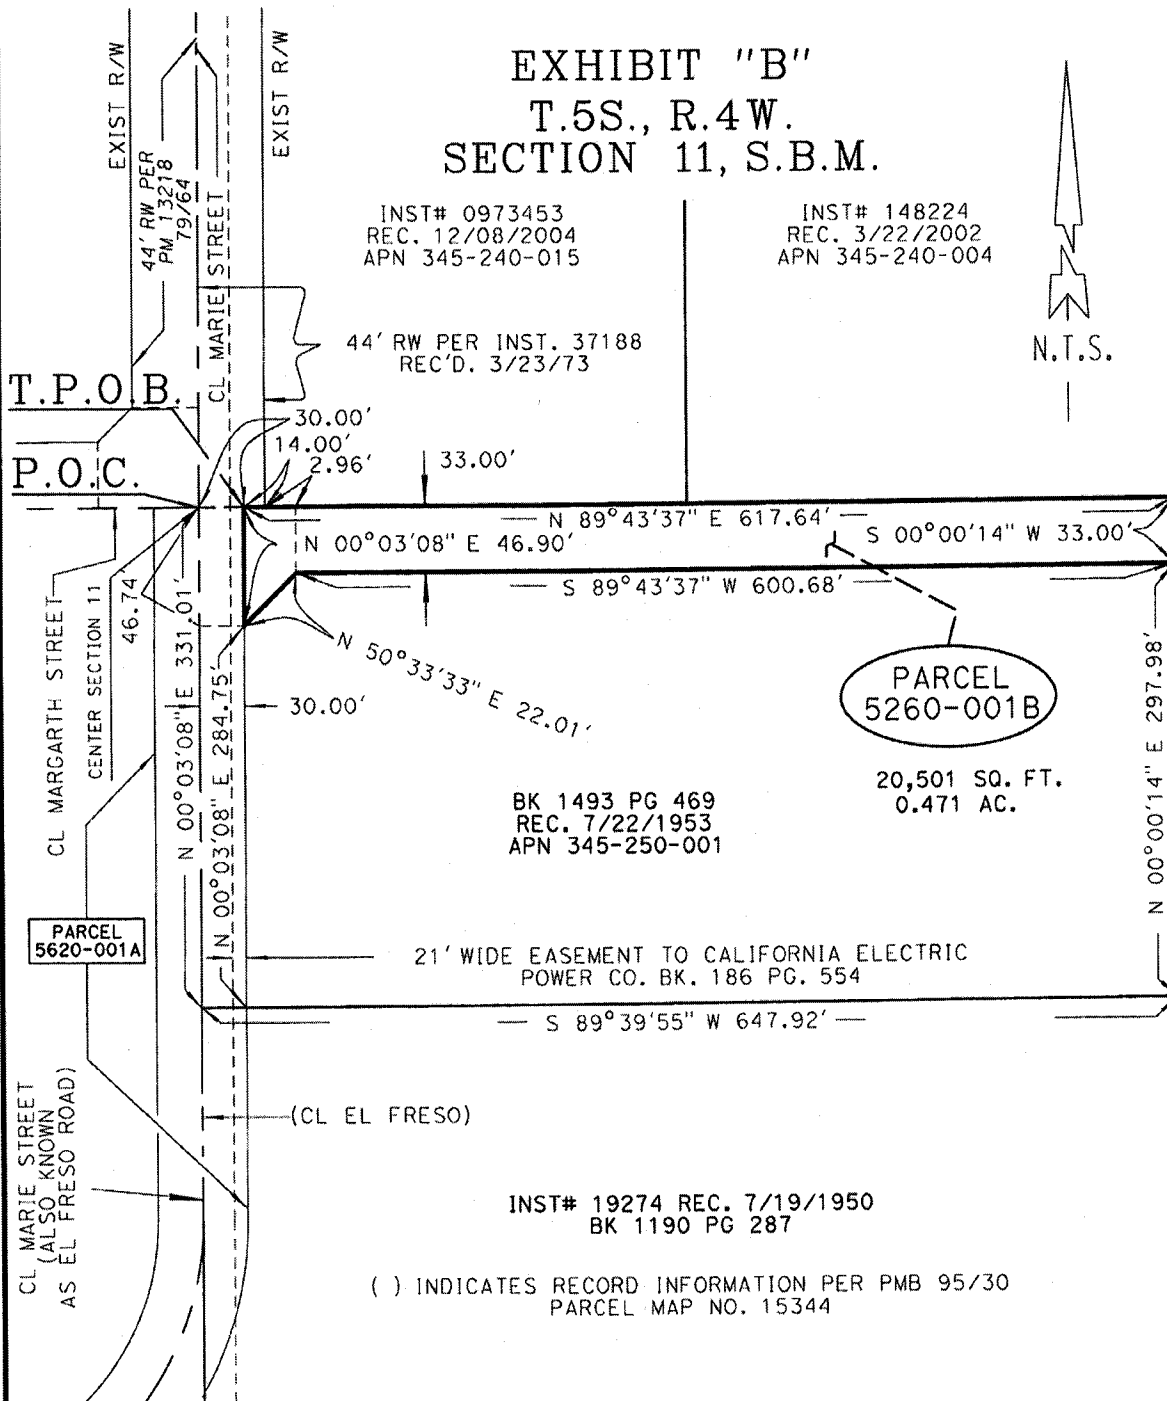 EXHIBIT "B"
T.5S., R.4W.
SECTION 11, S.B.M.
EXIST R/W
EXIST R/W
44' RW PER
PM 13218
79/64
CL MARIE STREET
INST# 0973453
REC. 12/08/2004
APN 345-240-015
INST# 148224
REC. 3/22/2002
APN 345-240-004
N.T.S.
44' RW PER INST. 37188
REC'D. 3/23/73
T.P.O.B.
P.O.C.
30.00'
14.00'
2.96'
33.00'
N 89°43'37" E 617.64'
N 00°03'08" E 46.90'
S 00°00'14" W 33.00'
S 89°43'37" W 600.68'
N 50°33'33" E 22.01'
30.00'
CL MARGARTH STREET
CENTER SECTION 11
46.74
N 00°03'08" E 331.01'
N 00°03'08" E 284.75'
PARCEL
5260-001B
20,501 SQ. FT.
0.471 AC.
N 00°00'14" E 297.98'
BK 1493 PG 469
REC. 7/22/1953
APN 345-250-001
PARCEL
5620-001A
21' WIDE EASEMENT TO CALIFORNIA ELECTRIC
POWER CO. BK. 186 PG. 554
S 89°39'55" W 647.92'
(CL EL FRESO)
CL MARIE STREET
(ALSO KNOWN
AS EL FRESO ROAD)
INST# 19274 REC. 7/19/1950
BK 1190 PG 287
( ) INDICATES RECORD INFORMATION PER PMB 95/30
PARCEL MAP NO. 15344